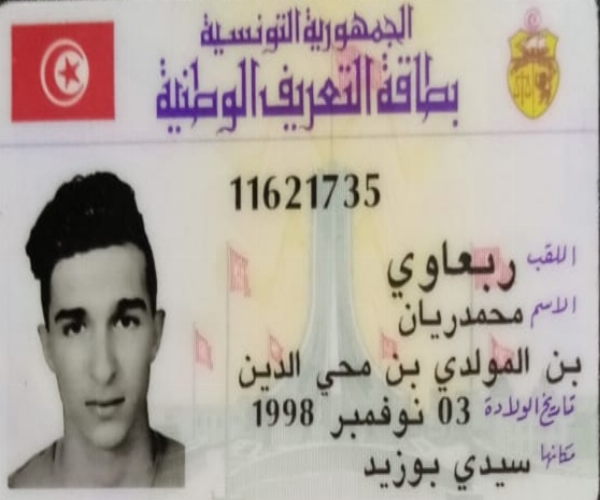 الجمهورية التونسية
بطاقة التعريف الوطنية
11621735
اللقب ربعاوي
الاسم محمدريان
بن المولدي بن محي الدين
تاريخ الولادة 03 نوفمبر 1998
مكانها سيدي بوزيد